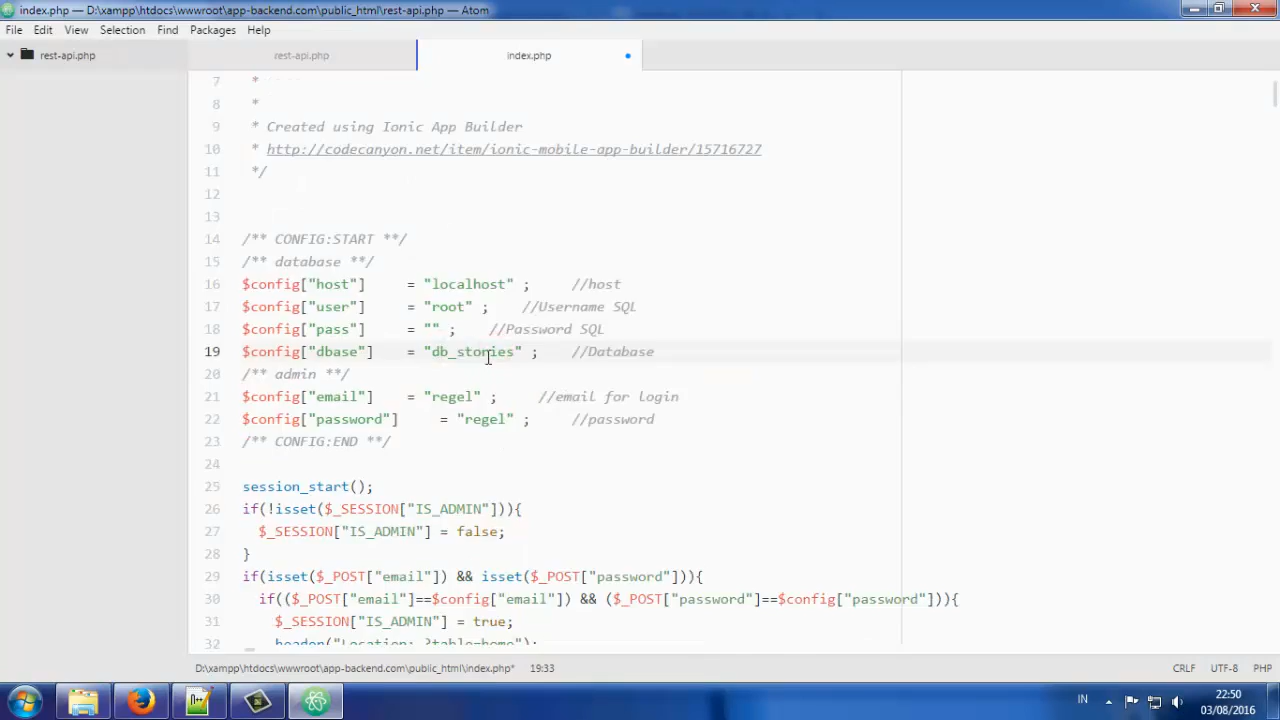 index.php — D:\xampp\htdocs\wwwroot\app-backend.com\public_html\rest-api.php — Atom
File Edit View Selection Find Packages Help
rest-api.php
rest-api.php
index.php
7 *
8 *
9 * Created using Ionic App Builder
10 * http://codecanyon.net/item/ionic-mobile-app-builder/15716727
11 */
12
13
14 /** CONFIG:START **/
15 /** database **/
16 $config["host"] = "localhost" ; //host
17 $config["user"] = "root" ; //Username SQL
18 $config["pass"] = "" ; //Password SQL
19 $config["dbase"] = "db_stories" ; //Database
20 /** admin **/
21 $config["email"] = "regel" ; //email for login
22 $config["password"] = "regel" ; //password
23 /** CONFIG:END **/
24
25 session_start();
26 if(!isset($_SESSION["IS_ADMIN"])){
27 $_SESSION["IS_ADMIN"] = false;
28 }
29 if(isset($_POST["email"]) && isset($_POST["password"])){
30 if(($_POST["email"]==$config["email"]) && ($_POST["password"]==$config["password"])){
31 $_SESSION["IS_ADMIN"] = true;
32 header("Location: ?table=home");
D:\xampp\htdocs\wwwroot\app-backend.com\public_html\index.php* 19:33 CRLF UTF-8 PHP
IN 22:50
03/08/2016